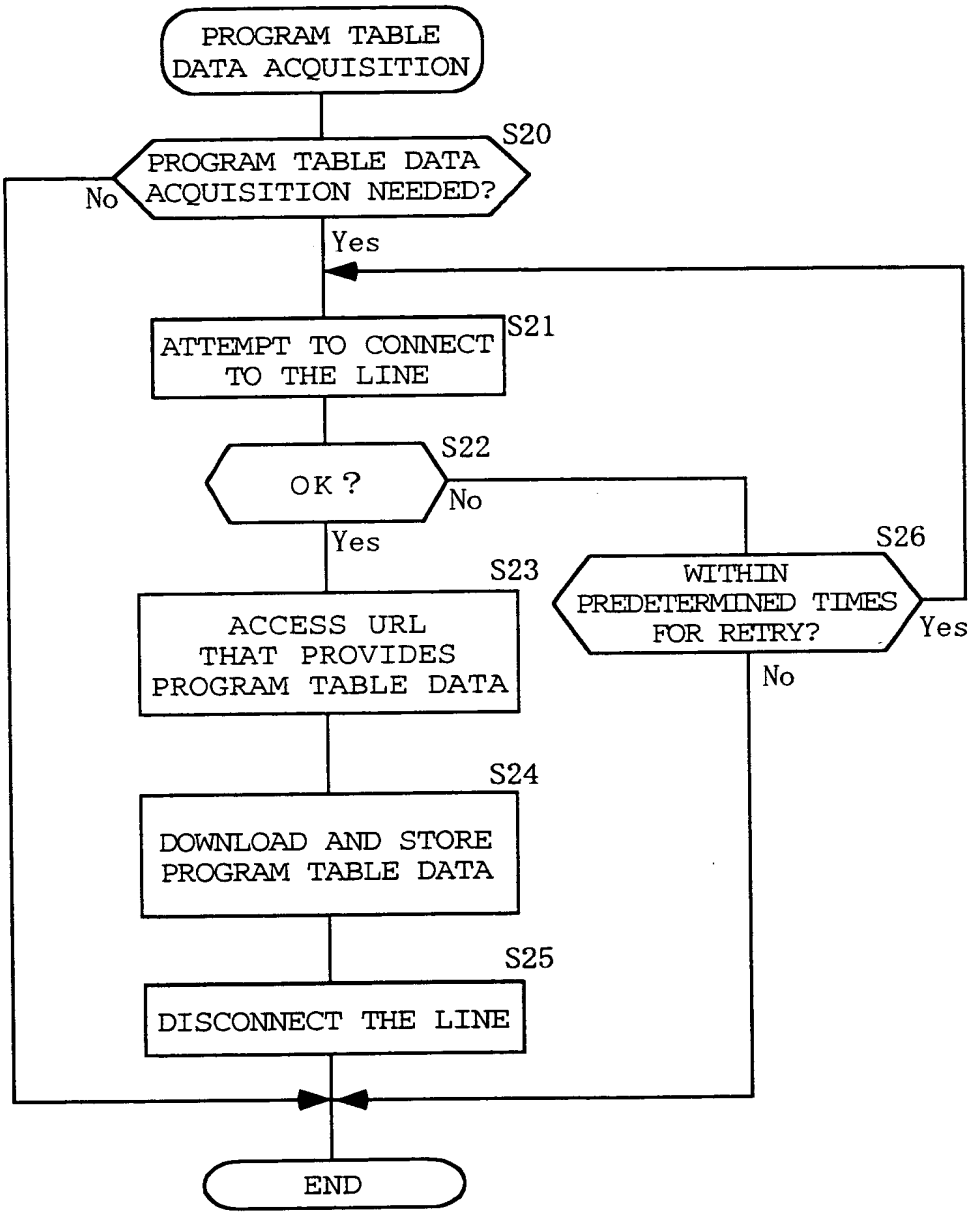 PROGRAM TABLE
DATA ACQUISITION
S20
PROGRAM TABLE DATA
ACQUISITION NEEDED?
No
Yes
S21
ATTEMPT TO CONNECT
TO THE LINE
S22
OK?
No
Yes
S26
WITHIN
PREDETERMINED TIMES
FOR RETRY?
Yes
No
S23
ACCESS URL
THAT PROVIDES
PROGRAM TABLE DATA
S24
DOWNLOAD AND STORE
PROGRAM TABLE DATA
S25
DISCONNECT THE LINE
END